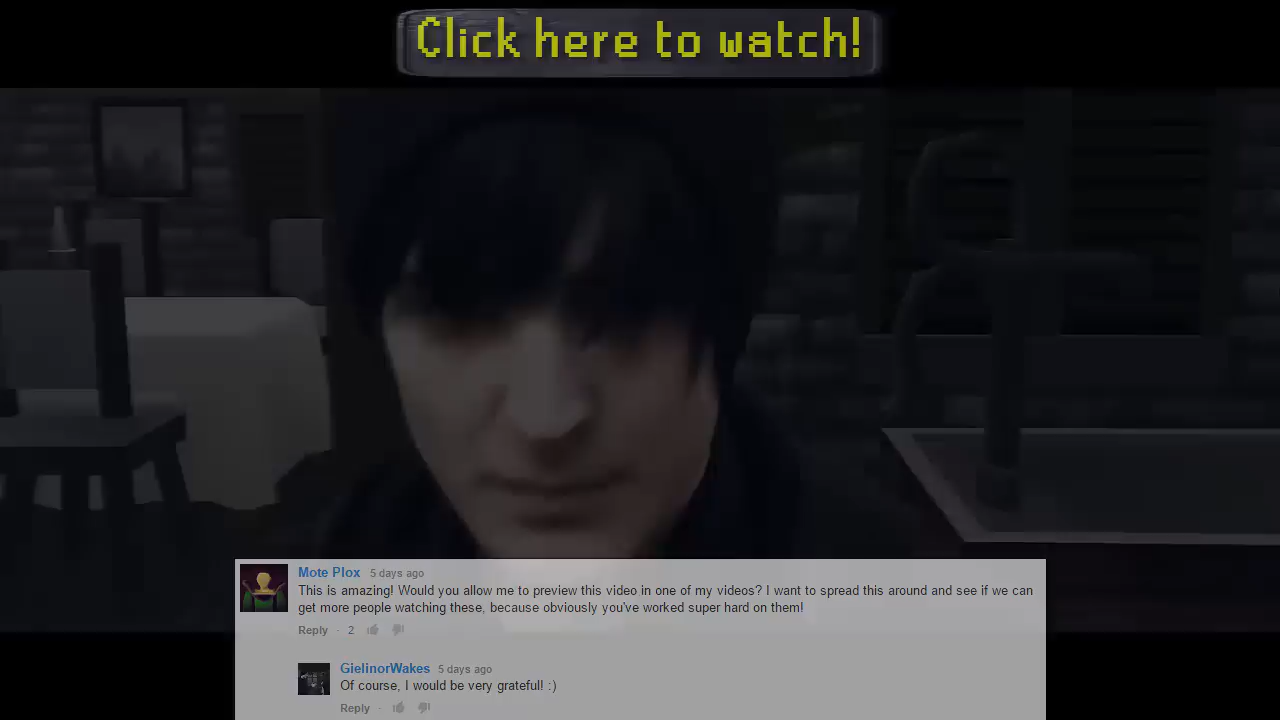 Click here to watch!
Mote Plox 5 days ago
This is amazing! Would you allow me to preview this video in one of my videos? I want to spread this around and see if we can
get more people watching these, because obviously you've worked super hard on them!
Reply · 2
GielinorWakes 5 days ago
Of course, I would be very grateful! :)
Reply ·